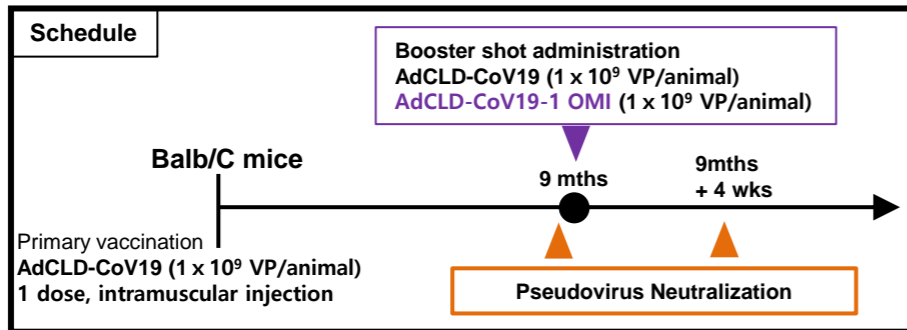 Schedule
Booster shot administration
AdCLD-CoV19 (1 x 10⁹ VP/animal)
AdCLD-CoV19-1 OMI (1 x 10⁹ VP/animal)
Balb/C mice
9 mths
9mths
+ 4 wks
Primary vaccination
AdCLD-CoV19 (1 x 10⁹ VP/animal)
1 dose, intramuscular injection
Pseudovirus Neutralization